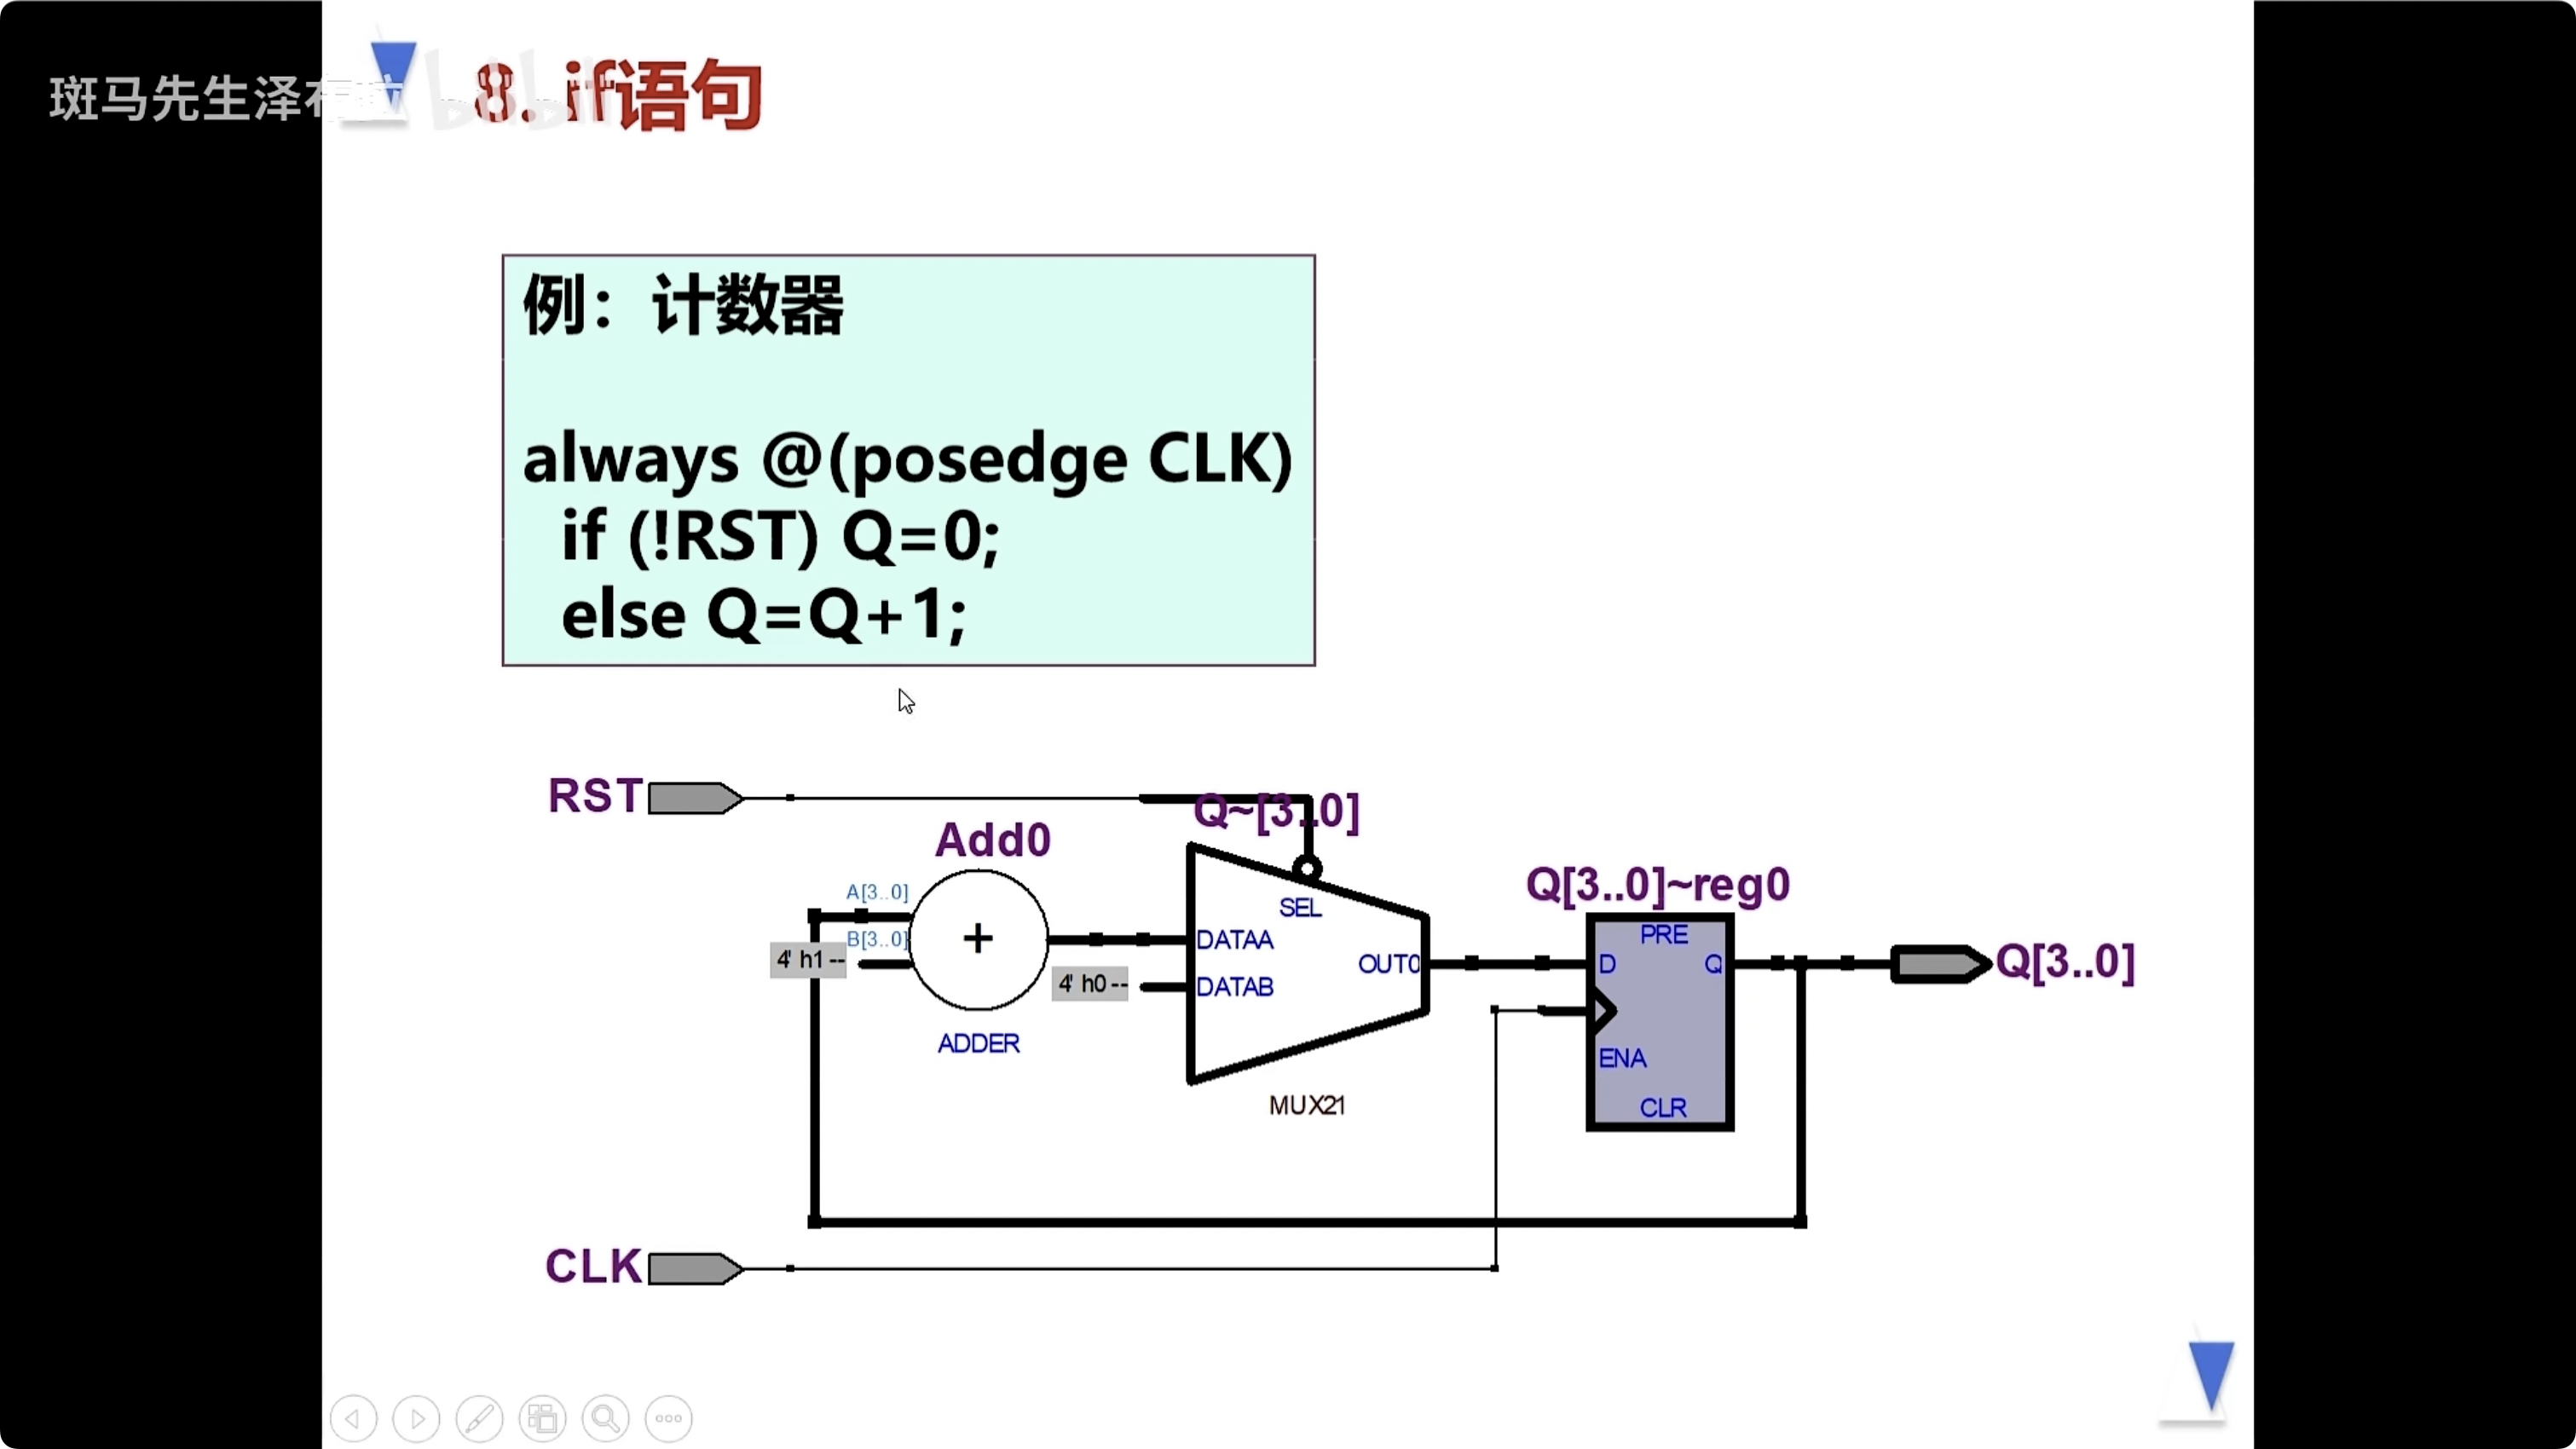 斑马先生泽布
bilibili
8. if语句
例：计数器
always @(posedge CLK)
if (!RST) Q=0;
else Q=Q+1;
RST
Q~[3..0]
Add0
A[3..0]
B[3..0]
4' h1 --
+
ADDER
SEL
DATAA
4' h0 --
DATAB
OUT0
MUX21
Q[3..0]~reg0
PRE
D
Q
ENA
CLR
Q[3..0]
CLK